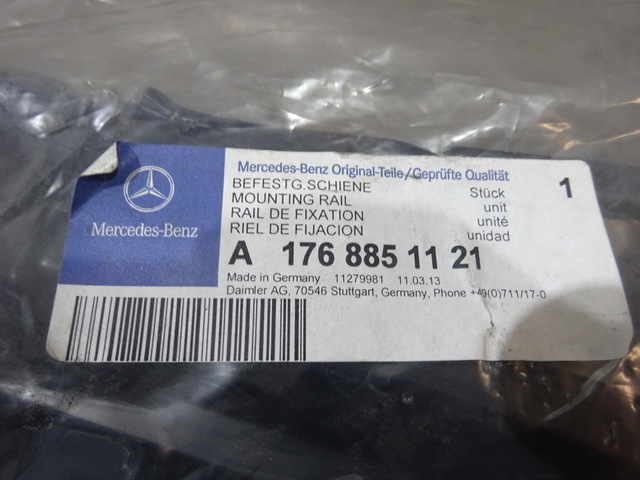 Mercedes-Benz
Mercedes-Benz Original-Teile/Geprüfte Qualität
BEFESTG.SCHIENE Stück 1
MOUNTING RAIL unit
RAIL DE FIXATION unité
RIEL DE FIJACION unidad
A 176 885 11 21
Made in Germany 11279981 11.03.13
Daimler AG, 70546 Stuttgart, Germany, Phone +49(0)711/17-0